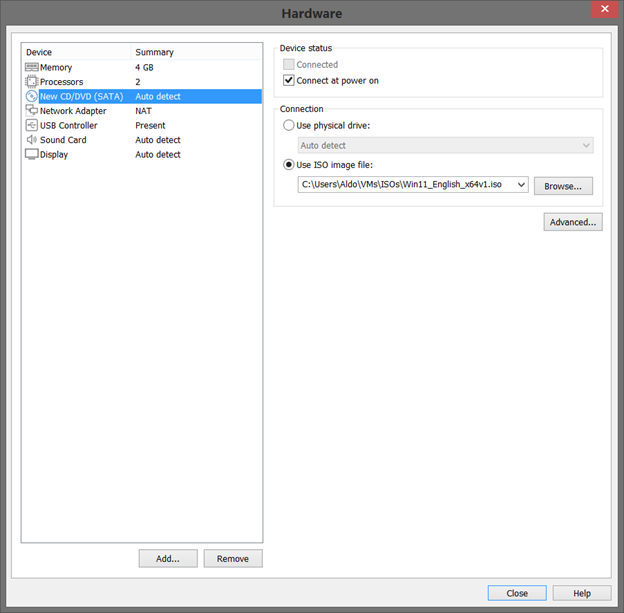 Hardware
Device Summary
Memory 4 GB
Processors 2
New CD/DVD (SATA) Auto detect
Network Adapter NAT
USB Controller Present
Sound Card Auto detect
Display Auto detect
Add... Remove
Device status
Connected
Connect at power on
Connection
Use physical drive:
Auto detect
Use ISO image file:
C:\Users\Aldo\VMs\ISOs\Win11_English_x64v1.iso Browse...
Advanced...
Close Help